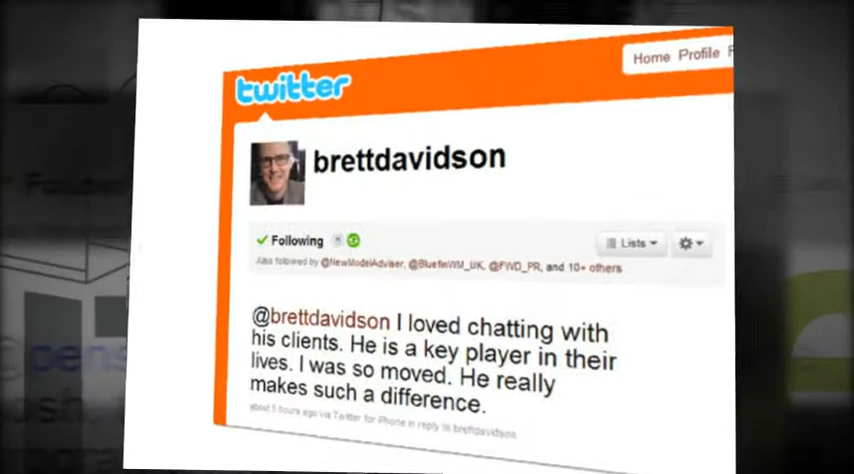 twitter
Home Profile
brettdavidson
Following
Lists
Also followed by @NewModelAdviser, @BluefinWM_UK, @FWD_PR, and 10+ others
@brettdavidson I loved chatting with
his clients. He is a key player in their
lives. I was so moved. He really
makes such a difference.
about 5 hours ago via Twitter for iPhone in reply to brettdavidson